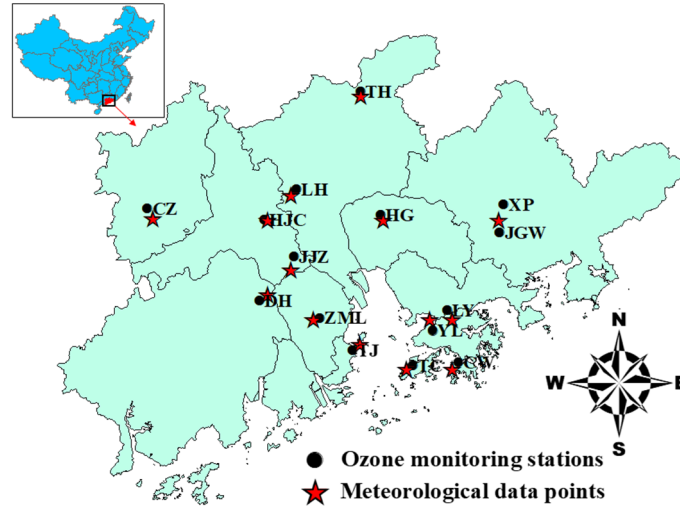 TH
LH
CZ
HJC
HG
XP
JGW
JJZ
DH
ZML
LY
YL
TJ
TC
CW
N
W
E
S
Ozone monitoring stations
Meteorological data points